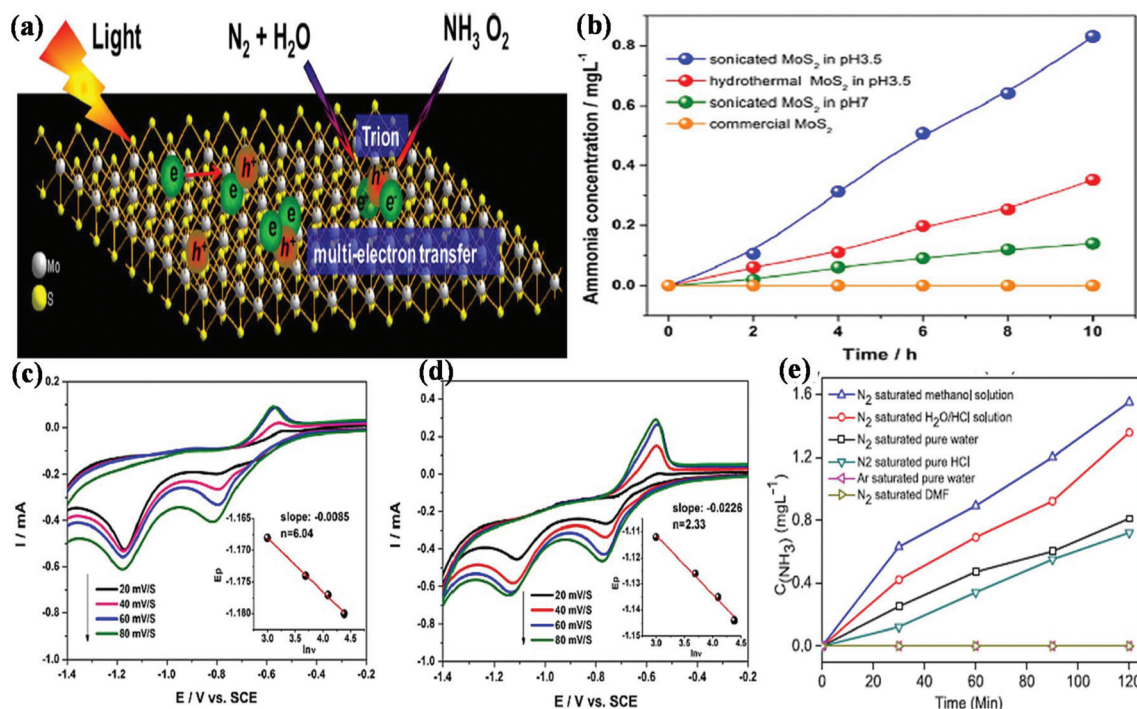 (a)
Light
N₂ + H₂O
NH₃ O₂
Trion
e
h⁺
e
e
e
h⁺
h⁺
e⁻
h⁺
e⁻
multi-electron transfer
Mo
S
(b)
Ammonia concentration / mgL⁻¹
0.8
0.6
0.4
0.2
0.0
sonicated MoS₂ in pH3.5
hydrothermal MoS₂ in pH3.5
sonicated MoS₂ in pH7
commercial MoS₂
0 2 4 6 8 10
Time / h
(c)
I / mA
0.2
0.0
-0.2
-0.4
-0.6
-0.8
-1.0
20 mV/S
40 mV/S
60 mV/S
80 mV/S
slope: -0.0085
n=6.04
Ep
-1.165
-1.170
-1.175
-1.180
3.0 3.5 4.0 4.5
lnv
-1.4 -1.2 -1.0 -0.8 -0.6 -0.4 -0.2
E / V vs. SCE
(d)
I / mA
0.6
0.4
0.2
0.0
-0.2
-0.4
-0.6
-0.8
-1.0
20 mV/S
40 mV/S
60 mV/S
80 mV/S
slope: -0.0226
n=2.33
Ep
-1.11
-1.12
-1.13
-1.14
-1.15
3.0 3.5 4.0 4.5
lnv
-1.4 -1.2 -1.0 -0.8 -0.6 -0.4 -0.2
E / V vs. SCE
(e)
C(NH₃) (mgL⁻¹)
1.6
1.2
0.8
0.4
0.0
N₂ saturated methanol solution
N₂ saturated H₂O/HCl solution
N₂ saturated pure water
N2 saturated pure HCl
Ar saturated pure water
N₂ saturated DMF
0 20 40 60 80 100 120
Time (Min)